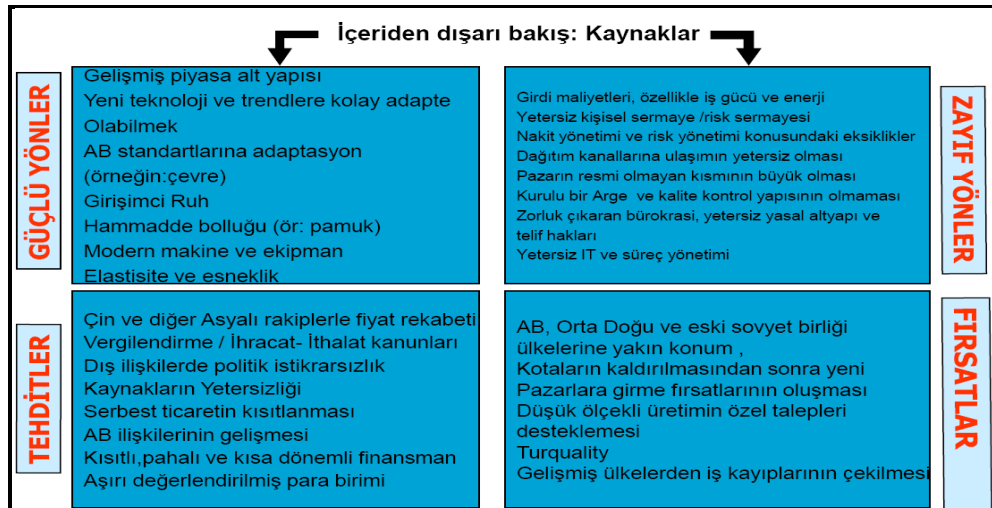 İçeriden dışarı bakış: Kaynaklar
GÜÇLÜ YÖNLER
Gelişmiş piyasa alt yapısı
Yeni teknoloji ve trendlere kolay adapte
Olabilmek
AB standartlarına adaptasyon
(örneğin:çevre)
Girişimci Ruh
Hammadde bolluğu (ör: pamuk)
Modern makine ve ekipman
Elastisite ve esneklik
ZAYIF YÖNLER
Girdi maliyetleri, özellikle iş gücü ve enerji
Yetersiz kişisel sermaye /risk sermayesi
Nakit yönetimi ve risk yönetimi konusundaki eksiklikler
Dağıtım kanallarına ulaşımın yetersiz olması
Pazarın resmi olmayan kısmının büyük olması
Kurulu bir Arge ve kalite kontrol yapısının olmaması
Zorluk çıkaran bürokrasi, yetersiz yasal altyapı ve
telif hakları
Yetersiz IT ve süreç yönetimi
TEHDİTLER
Çin ve diğer Asyalı rakiplerle fiyat rekabeti
Vergilendirme / İhracat- İthalat kanunları
Dış ilişkilerde politik istikrarsızlık
Kaynakların Yetersizliği
Serbest ticaretin kısıtlanması
AB ilişkilerinin gelişmesi
Kısıtlı,pahalı ve kısa dönemli finansman
Aşırı değerlendirilmiş para birimi
FIRSATLAR
AB, Orta Doğu ve eski sovyet birliği
ülkelerine yakın konum ,
Kotaların kaldırılmasından sonra yeni
Pazarlara girme fırsatlarının oluşması
Düşük ölçekli üretimin özel talepleri
desteklemesi
Turquality
Gelişmiş ülkelerden iş kayıplarının çekilmesi